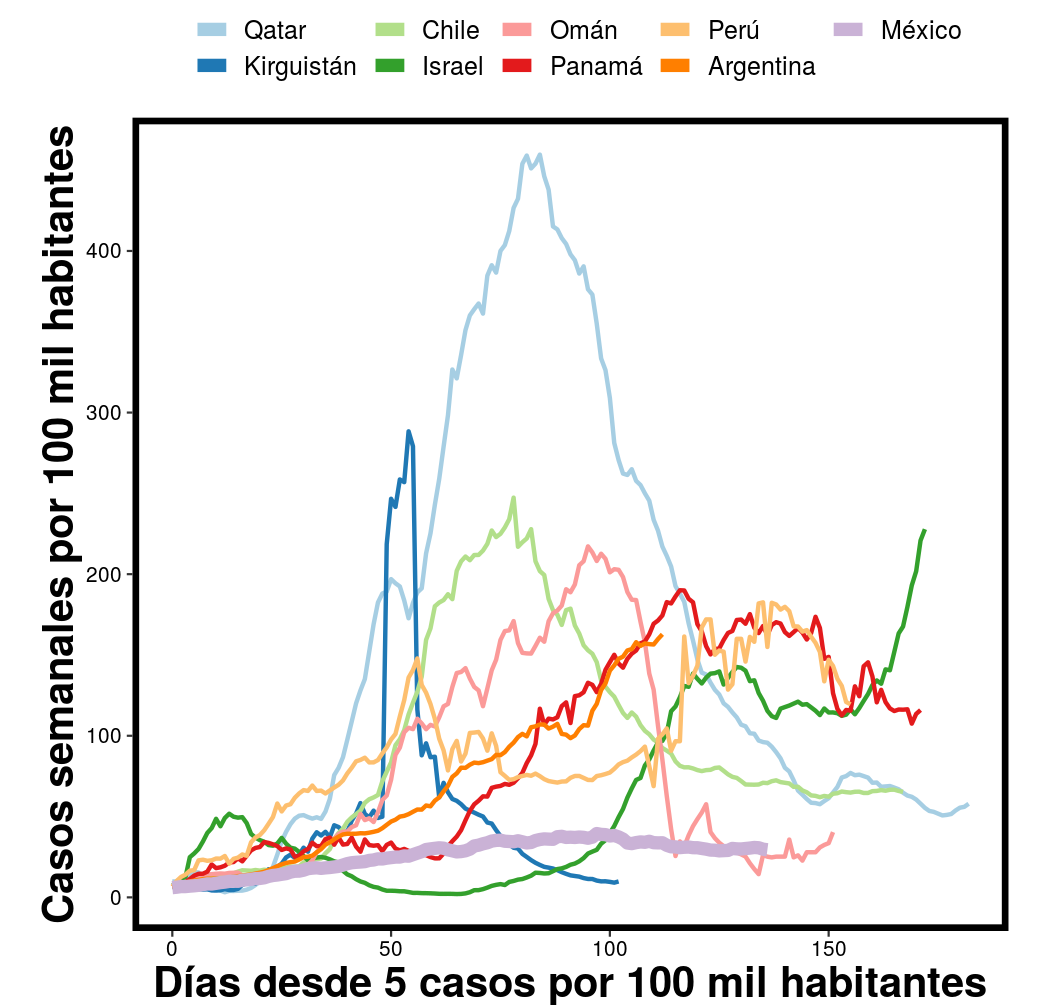 Qatar Chile Omán Perú México
Kirguistán Israel Panamá Argentina
Casos semanales por 100 mil habitantes
400
300
200
100
0
0 50 100 150
Días desde 5 casos por 100 mil habitantes